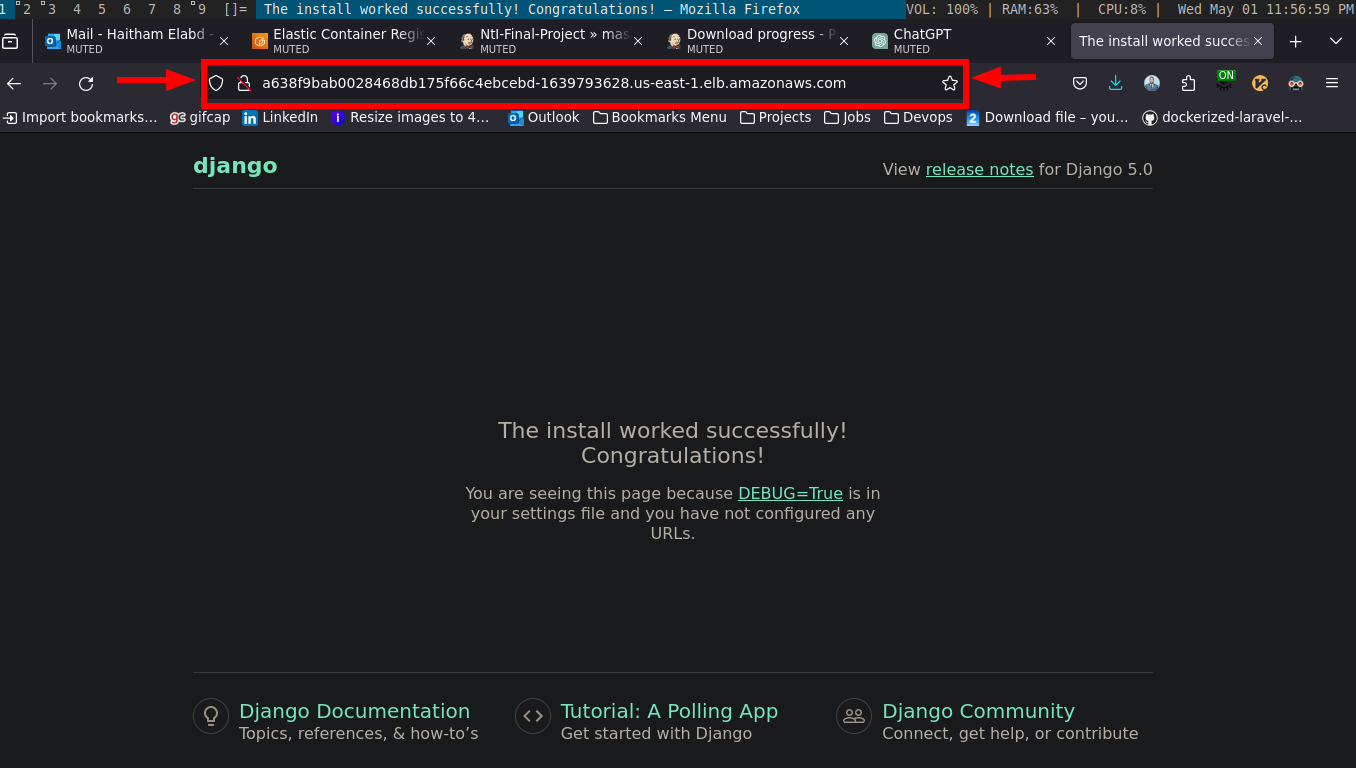 1 2 3 4 5 6 7 8 9 []= The install worked successfully! Congratulations! — Mozilla Firefox VOL: 100% | RAM:63% | CPU:8% | Wed May 01 11:56:59 PM
Mail - Haitham Elabd - Elastic Container Regis NtI-Final-Project » mas Download progress - P ChatGPT The install worked succes
MUTED MUTED MUTED MUTED MUTED
a638f9bab0028468db175f66c4ebcebd-1639793628.us-east-1.elb.amazonaws.com ON
Import bookmarks... gifcap LinkedIn Resize images to 4... Outlook Bookmarks Menu Projects Jobs Devops Download file – you... dockerized-laravel-...
django View release notes for Django 5.0
The install worked successfully!
Congratulations!
You are seeing this page because DEBUG=True is in
your settings file and you have not configured any
URLs.
Django Documentation Tutorial: A Polling App Django Community
Topics, references, & how-to’s Get started with Django Connect, get help, or contribute